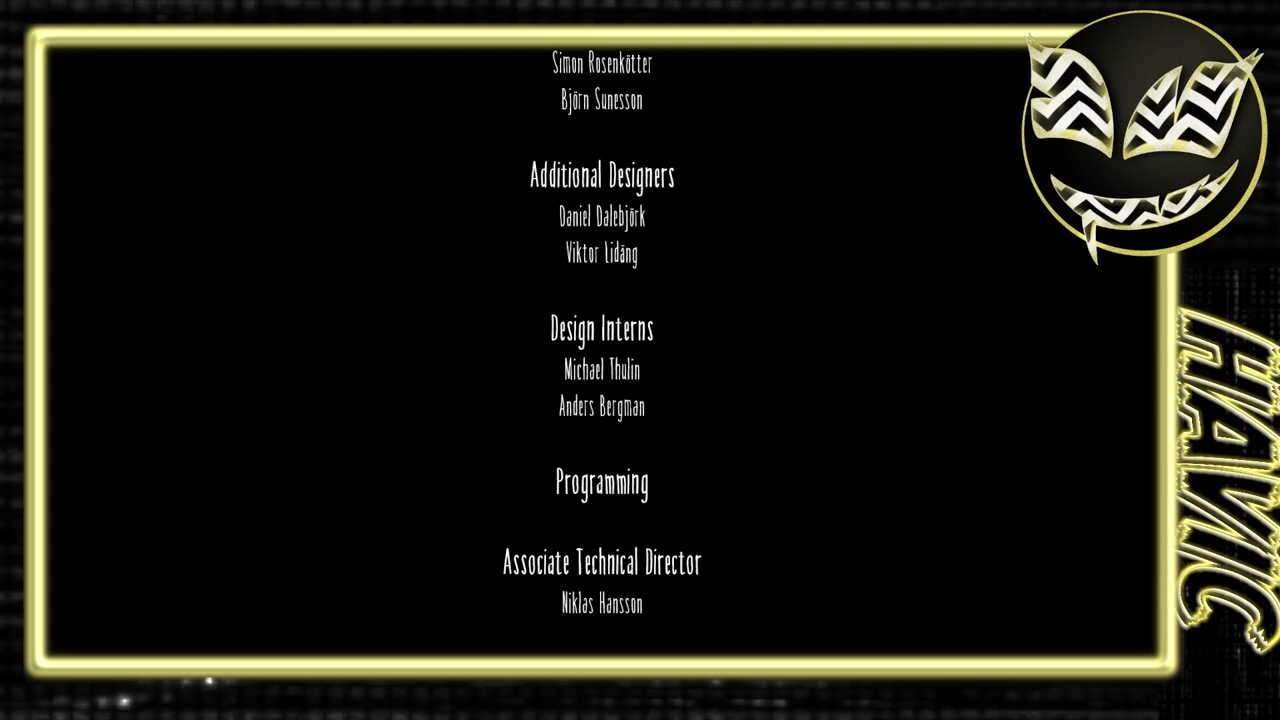 Simon Rosenkötter
Björn Sunesson
Additional Designers
Daniel Dalebjörk
Viktor Lidäng
Design Interns
Michael Thulin
Anders Bergman
Programming
Associate Technical Director
Niklas Hansson
HAVIC